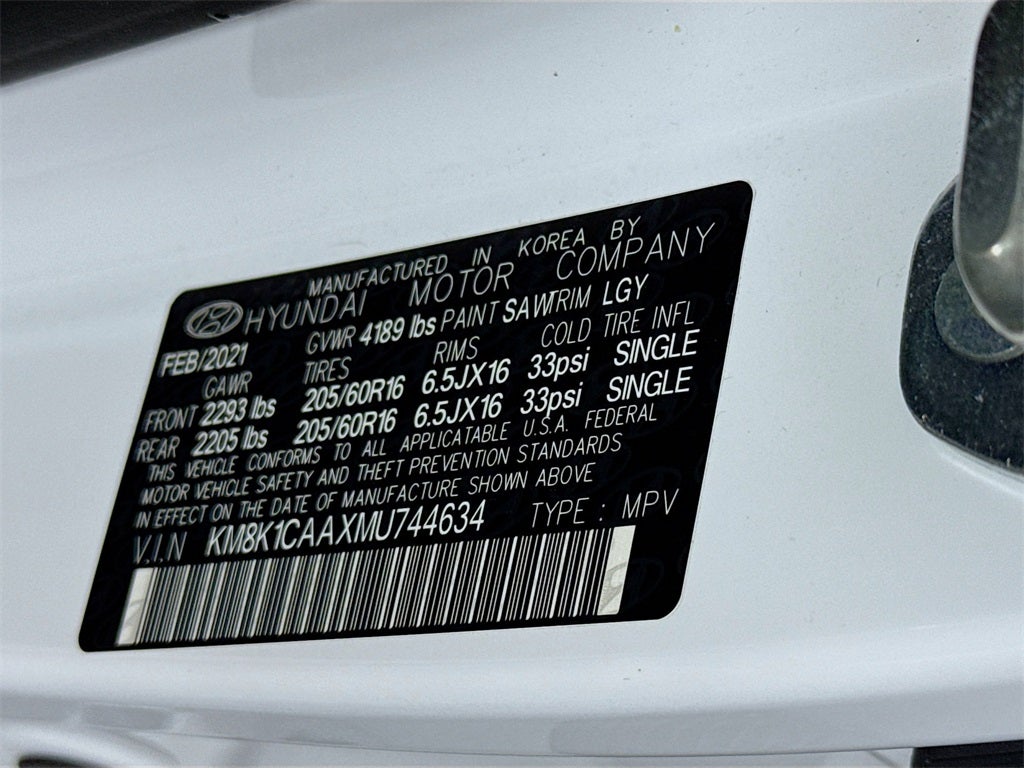 MANUFACTURED IN KOREA BY
HYUNDAI MOTOR COMPANY
FEB/2021 GVWR 4189 lbs PAINT SAW TRIM LGY
GAWR TIRES RIMS COLD TIRE INFL
FRONT 2293 lbs 205/60R16 6.5JX16 33psi SINGLE
REAR 2205 lbs 205/60R16 6.5JX16 33psi SINGLE
THIS VEHICLE CONFORMS TO ALL APPLICATABLE U.S.A. FEDERAL
MOTOR VEHICLE SAFETY AND THEFT PREVENTION STANDARDS
IN EFFECT ON THE DATE OF MANUFACTURE SHOWN ABOVE
V.I.N KM8K1CAAXMU744634 TYPE : MPV